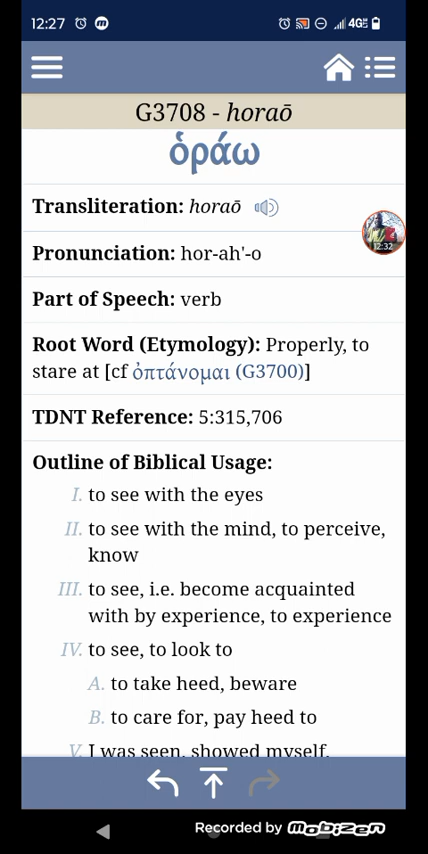 12:27
4G
G3708 - horaō
ὁράω
Transliteration: horaō
12:32
Pronunciation: hor-ah'-o
Part of Speech: verb
Root Word (Etymology): Properly, to
stare at [cf ὀπτάνομαι (G3700)]
TDNT Reference: 5:315,706
Outline of Biblical Usage:
I. to see with the eyes
II. to see with the mind, to perceive,
know
III. to see, i.e. become acquainted
with by experience, to experience
IV. to see, to look to
A. to take heed, beware
B. to care for, pay heed to
V. I was seen, showed myself,
Recorded by Mobizen